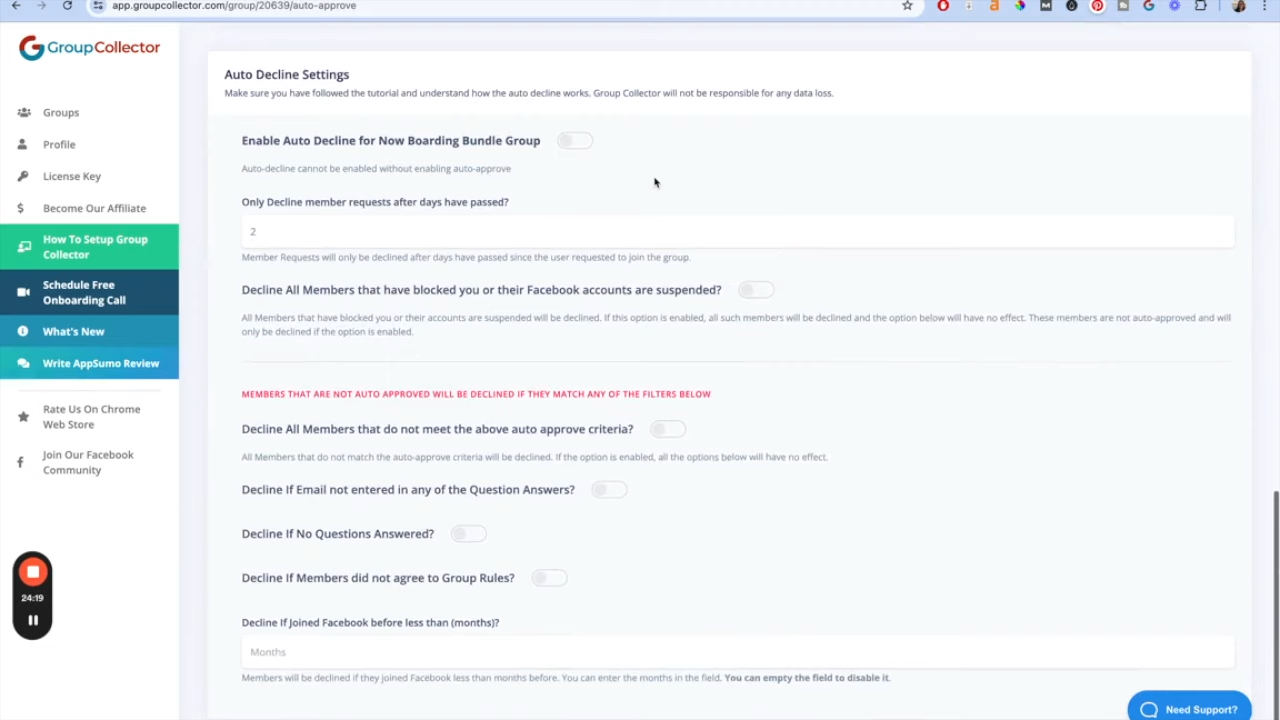 app.groupcollector.com/group/20639/auto-approve
GroupCollector
Groups
Profile
License Key
Become Our Affiliate
How To Setup Group
Collector
Schedule Free
Onboarding Call
What's New
Write AppSumo Review
Rate Us On Chrome
Web Store
Join Our Facebook
Community
24:19
Auto Decline Settings
Make sure you have followed the tutorial and understand how the auto decline works. Group Collector will not be responsible for any data loss.
Enable Auto Decline for Now Boarding Bundle Group
Auto-decline cannot be enabled without enabling auto-approve
Only Decline member requests after days have passed?
2
Member Requests will only be declined after days have passed since the user requested to join the group.
Decline All Members that have blocked you or their Facebook accounts are suspended?
All Members that have blocked you or their accounts are suspended will be declined. If this option is enabled, all such members will be declined and the option below will have no effect. These members are not auto-approved and will
only be declined if the option is enabled.
MEMBERS THAT ARE NOT AUTO APPROVED WILL BE DECLINED IF THEY MATCH ANY OF THE FILTERS BELOW
Decline All Members that do not meet the above auto approve criteria?
All Members that do not match the auto-approve criteria will be declined. If the option is enabled, all the options below will have no effect.
Decline If Email not entered in any of the Question Answers?
Decline If No Questions Answered?
Decline If Members did not agree to Group Rules?
Decline If Joined Facebook before less than (months)?
Months
Members will be declined if they joined Facebook less than months before. You can enter the months in the field. You can empty the field to disable it.
Need Support?